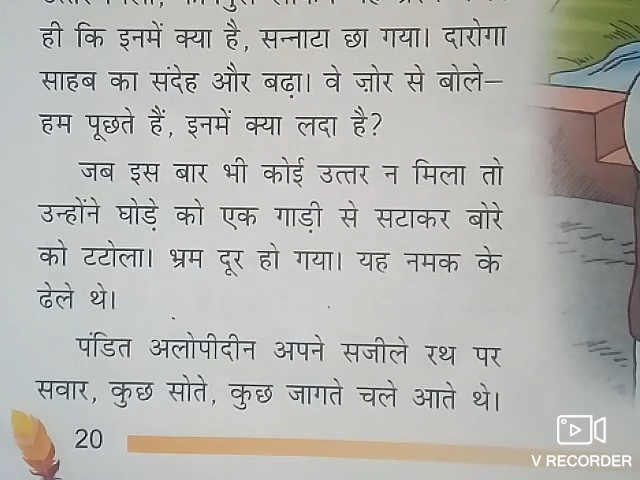 ही कि इनमें क्या है, सन्नाटा छा गया। दारोगा
साहब का संदेह और बढ़ा। वे ज़ोर से बोले–
हम पूछते हैं, इनमें क्या लदा है?
जब इस बार भी कोई उत्तर न मिला तो
उन्होंने घोड़े को एक गाड़ी से सटाकर बोरे
को टटोला। भ्रम दूर हो गया। यह नमक के
ढेले थे।
पंडित अलोपीदीन अपने सजीले रथ पर
सवार, कुछ सोते, कुछ जागते चले आते थे।
20
V RECORDER